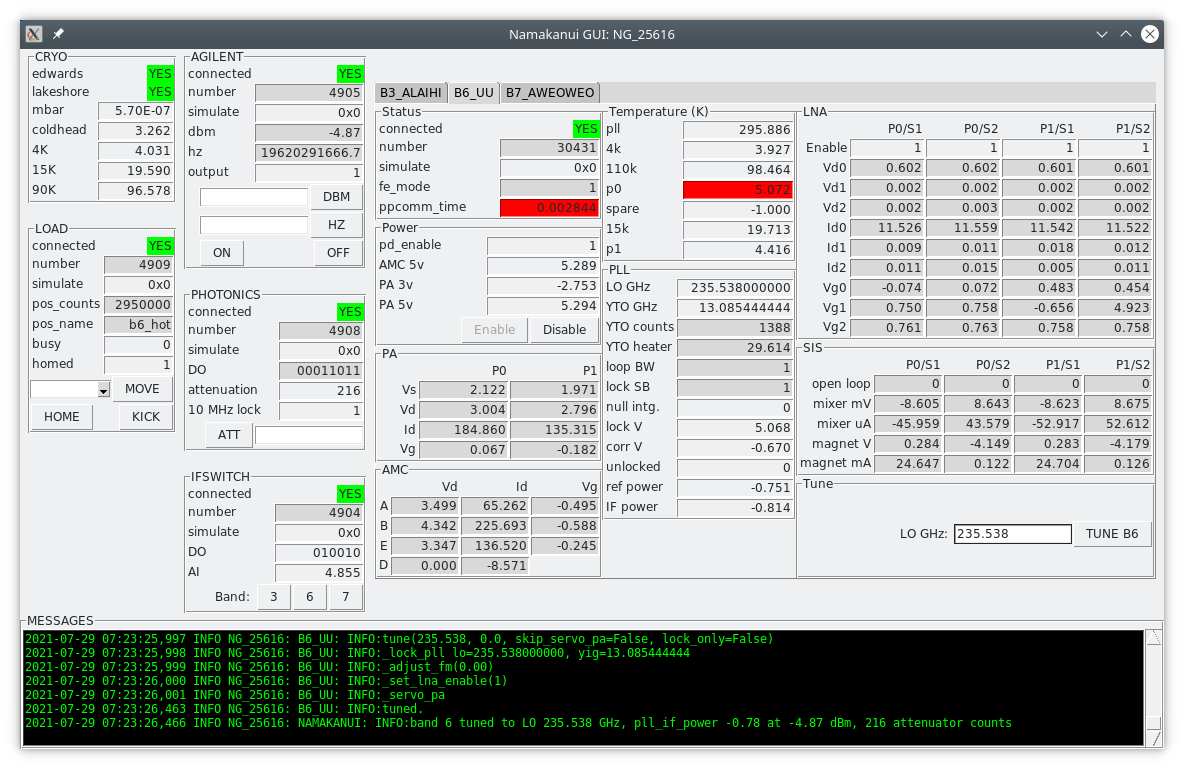 Namakanui GUI: NG_25616
CRYO
edwards YES
lakeshore YES
mbar 5.70E-07
coldhead 3.262
4K 4.031
15K 19.590
90K 96.578
LOAD
connected YES
number 4909
simulate 0x0
pos_counts 2950000
pos_name b6_hot
busy 0
homed 1
MOVE
HOME KICK
AGILENT
connected YES
number 4905
simulate 0x0
dbm -4.87
hz 19620291666.7
output 1
DBM
HZ
ON OFF
PHOTONICS
connected YES
number 4908
simulate 0x0
DO 00011011
attenuation 216
10 MHz lock 1
ATT
IFSWITCH
connected YES
number 4904
simulate 0x0
DO 010010
AI 4.855
Band: 3 6 7
B3_ALAIHI B6_UU B7_AWEOWEO
Status
connected YES
number 30431
simulate 0x0
fe_mode 1
ppcomm_time 0.002844
Power
pd_enable 1
AMC 5v 5.289
PA 3v -2.753
PA 5v 5.294
Enable Disable
PA
P0 P1
Vs 2.122 1.971
Vd 3.004 2.796
Id 184.860 135.315
Vg 0.067 -0.182
AMC
Vd Id Vg
A 3.499 65.262 -0.495
B 4.342 225.693 -0.588
E 3.347 136.520 -0.245
D 0.000 -8.571
Temperature (K)
pll 295.886
4k 3.927
110k 98.464
p0 5.072
spare -1.000
15k 19.713
p1 4.416
PLL
LO GHz 235.538000000
YTO GHz 13.085444444
YTO counts 1388
YTO heater 29.614
loop BW 1
lock SB 1
null intg. 0
lock V 5.068
corr V -0.670
unlocked 0
ref power -0.751
IF power -0.814
LNA
P0/S1 P0/S2 P1/S1 P1/S2
Enable 1 1 1 1
Vd0 0.602 0.602 0.601 0.601
Vd1 0.002 0.002 0.002 0.002
Vd2 0.002 0.003 0.002 0.002
Id0 11.526 11.559 11.542 11.522
Id1 0.009 0.011 0.018 0.012
Id2 0.011 0.015 0.005 0.011
Vg0 -0.074 0.072 0.483 0.454
Vg1 0.750 0.758 -0.656 4.923
Vg2 0.761 0.763 0.758 0.758
SIS
P0/S1 P0/S2 P1/S1 P1/S2
open loop 0 0 0 0
mixer mV -8.605 8.643 -8.623 8.675
mixer uA -45.959 43.579 -52.917 52.612
magnet V 0.284 -4.149 0.283 -4.179
magnet mA 24.647 0.122 24.704 0.126
Tune
LO GHz: 235.538 TUNE B6
MESSAGES
2021-07-29 07:23:25,997 INFO NG_25616: B6_UU: INFO:tune(235.538, 0.0, skip_servo_pa=False, lock_only=False)
2021-07-29 07:23:25,998 INFO NG_25616: B6_UU: INFO:_lock_pll lo=235.538000000, yig=13.085444444
2021-07-29 07:23:25,999 INFO NG_25616: B6_UU: INFO:_adjust_fm(0.00)
2021-07-29 07:23:26,000 INFO NG_25616: B6_UU: INFO:_set_lna_enable(1)
2021-07-29 07:23:26,001 INFO NG_25616: B6_UU: INFO:_servo_pa
2021-07-29 07:23:26,463 INFO NG_25616: B6_UU: INFO:tuned.
2021-07-29 07:23:26,466 INFO NG_25616: NAMAKANUI: INFO:band 6 tuned to LO 235.538 GHz, pll_if_power -0.78 at -4.87 dBm, 216 attenuator counts